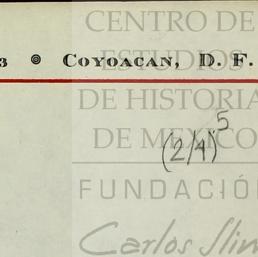 CENTRO DE
ESTUDIOS
3 ◎ COYOACAN, D. F.
DE HISTORIA
DE MEXICO
(2/4)5
FUNDACIÓ
Carlos Slim